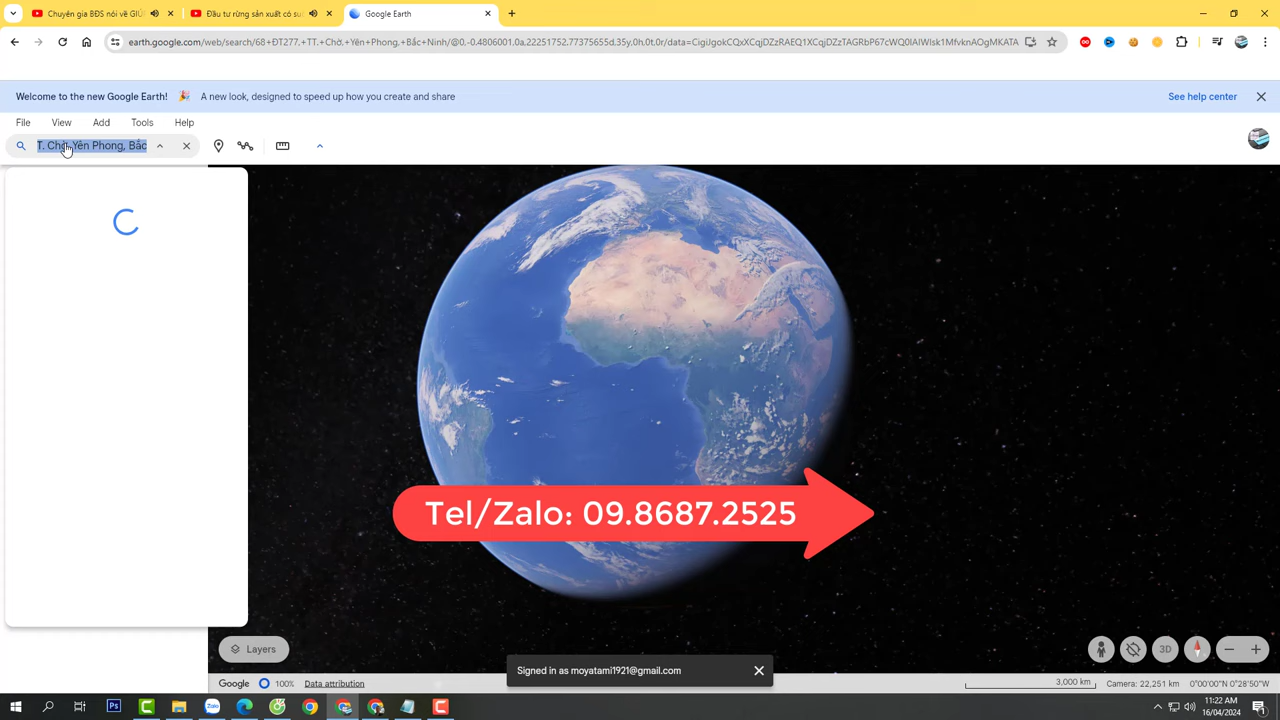 Chuyên gia BĐS nói về GIÚ
Đầu tư rừng sản xuất có su
Google Earth
earth.google.com/web/search/68+ĐT277,+TT.+Chờ,+Yên+Phong,+Bắc+Ninh/@0,-0.4806001.0a,22251752.77375655d.35y,0h,0t,0r/data=CigiJgokCQxXCqjDZzRAEQ1XCqjDZzTAGRbP67cWQ0lAIWlsk1MfvknAOgMKATA
Welcome to the new Google Earth! A new look, designed to speed up how you create and share
See help center
File View Add Tools Help
T. Chờ, Yên Phong, Bắc
Tel/Zalo: 09.8687.2525
Layers
3D
Signed in as moyatami1921@gmail.com
Google 100% Data attribution
3,000 km
Camera: 22,251 km 0°00'00"N 0°28'50"W
Ps
Zalo
11:22 AM
16/04/2024
1